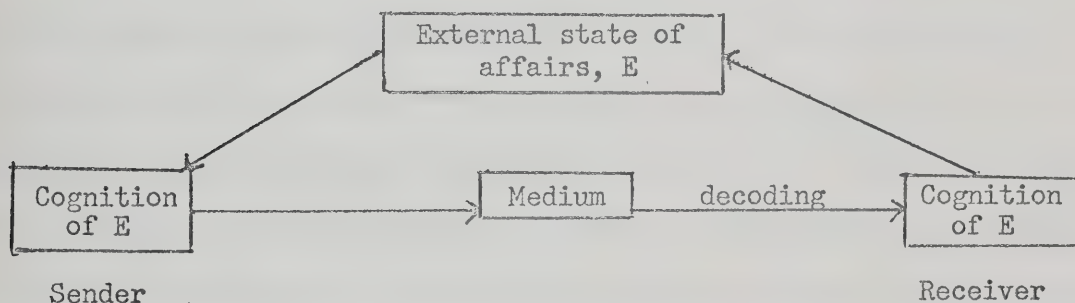 External state of
affairs, E
Cognition
of E
Medium
decoding
Cognition
of E
Sender
Receiver